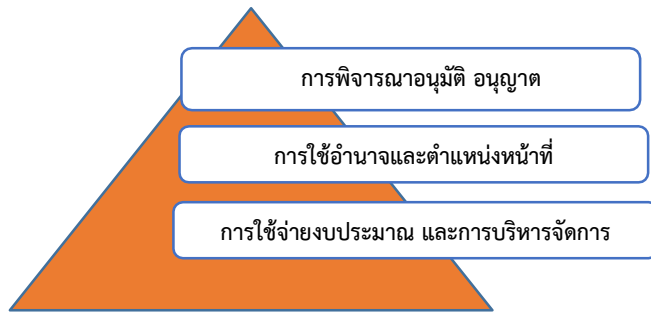 การพิจารณาอนุมัติ อนุญาต
การใช้อำนาจและตำแหน่งหน้าที่
การใช้จ่ายงบประมาณ และการบริหารจัดการ